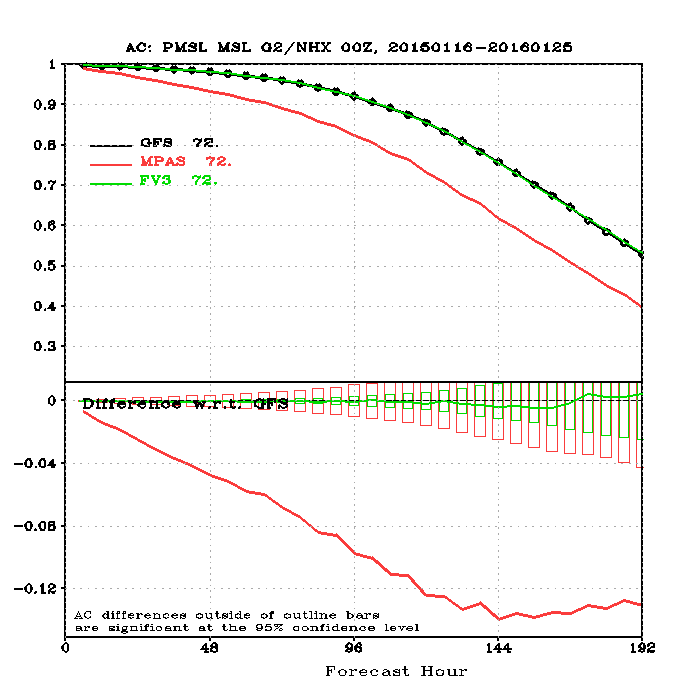 AC: PMSL MSL G2/NHX 00Z, 20150116-20160125
1
0.9
0.8
0.7
0.6
0.5
0.4
0.3
GFS 72.
MPAS 72.
FV3 72.
Difference w.r.t. GFS
0
-0.04
-0.08
-0.12
AC differences outside of outline bars
are significant at the 95% confidence level
0 48 96 144 192
Forecast Hour